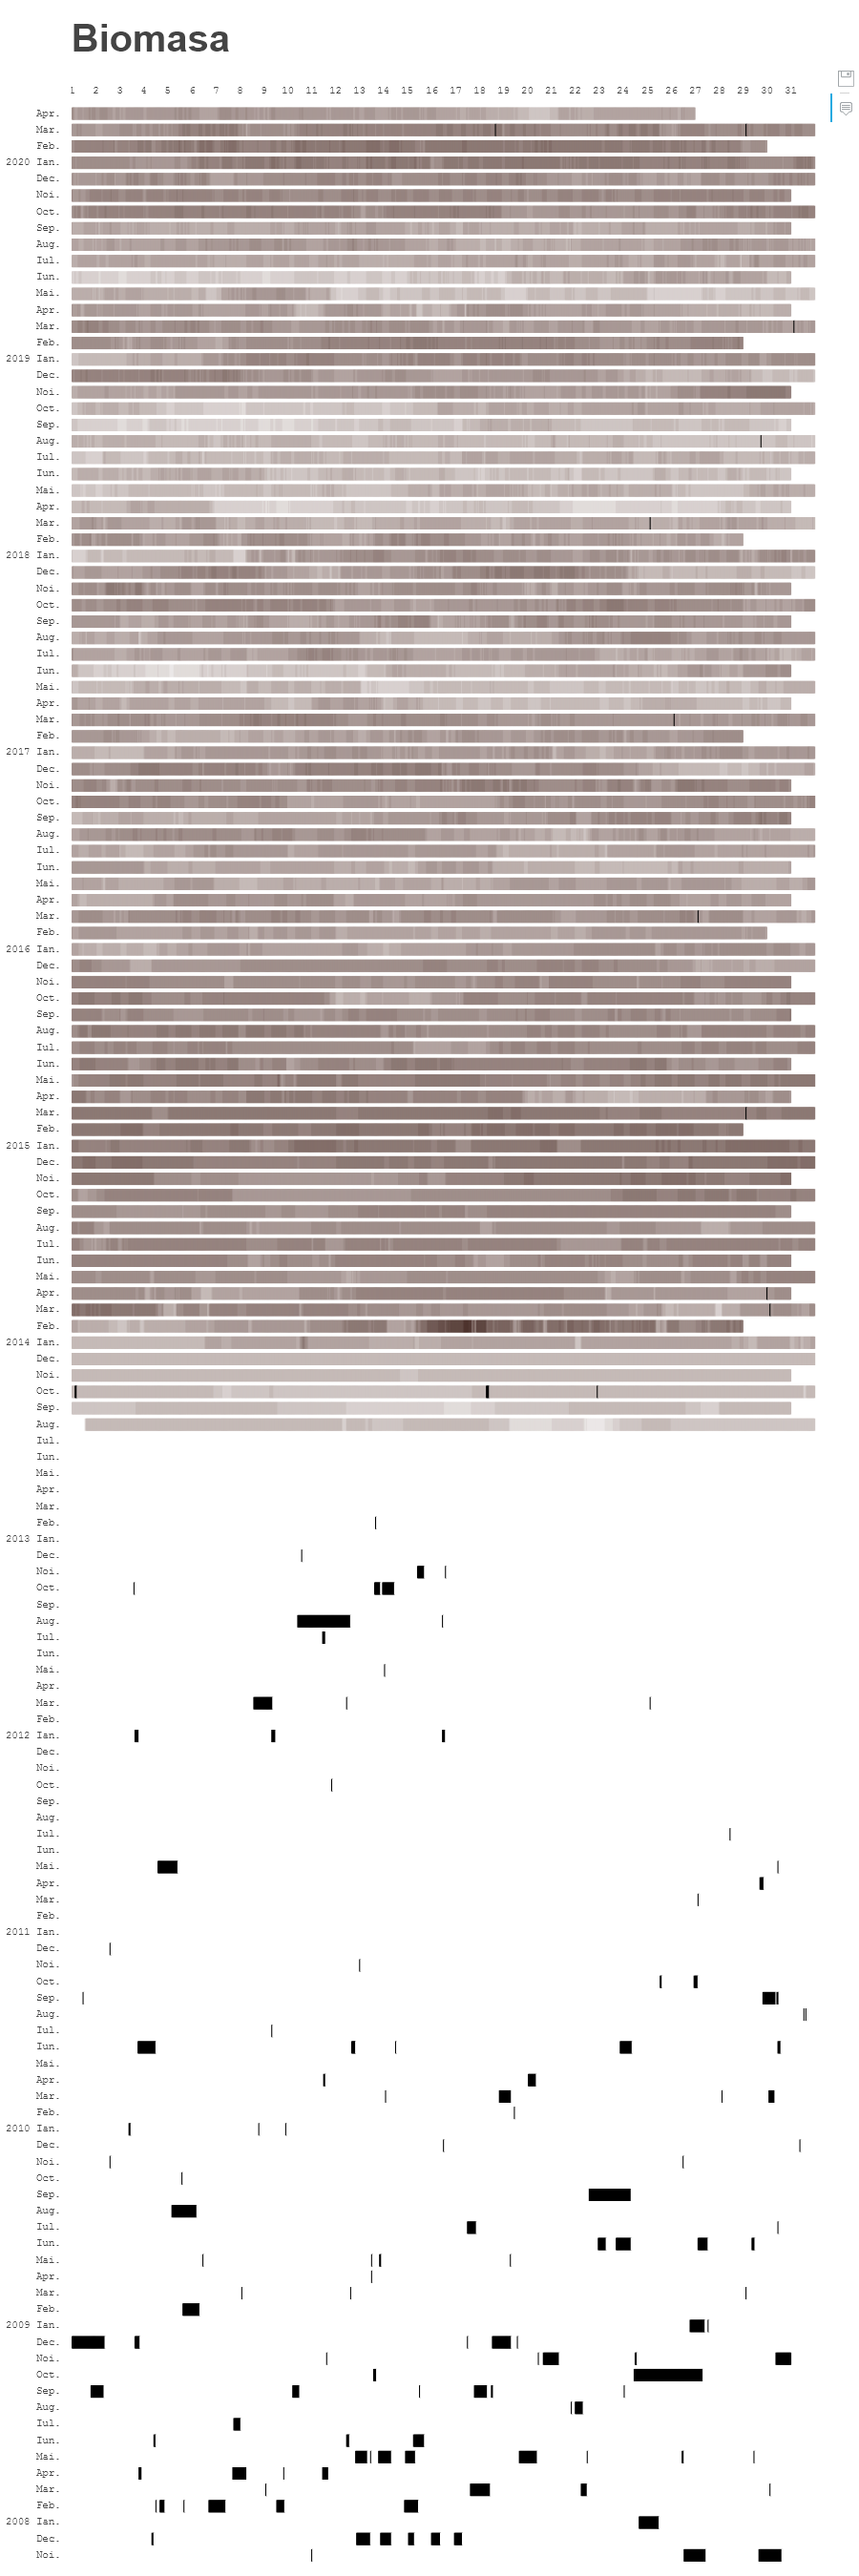 Biomasa
1 2 3 4 5 6 7 8 9 10 11 12 13 14 15 16 17 18 19 20 21 22 23 24 25 26 27 28 29 30 31
Apr.
Mar.
Feb.
2020 Ian.
Dec.
Noi.
Oct.
Sep.
Aug.
Iul.
Iun.
Mai.
Apr.
Mar.
Feb.
2019 Ian.
Dec.
Noi.
Oct.
Sep.
Aug.
Iul.
Iun.
Mai.
Apr.
Mar.
Feb.
2018 Ian.
Dec.
Noi.
Oct.
Sep.
Aug.
Iul.
Iun.
Mai.
Apr.
Mar.
Feb.
2017 Ian.
Dec.
Noi.
Oct.
Sep.
Aug.
Iul.
Iun.
Mai.
Apr.
Mar.
Feb.
2016 Ian.
Dec.
Noi.
Oct.
Sep.
Aug.
Iul.
Iun.
Mai.
Apr.
Mar.
Feb.
2015 Ian.
Dec.
Noi.
Oct.
Sep.
Aug.
Iul.
Iun.
Mai.
Apr.
Mar.
Feb.
2014 Ian.
Dec.
Noi.
Oct.
Sep.
Aug.
Iul.
Iun.
Mai.
Apr.
Mar.
Feb.
2013 Ian.
Dec.
Noi.
Oct.
Sep.
Aug.
Iul.
Iun.
Mai.
Apr.
Mar.
Feb.
2012 Ian.
Dec.
Noi.
Oct.
Sep.
Aug.
Iul.
Iun.
Mai.
Apr.
Mar.
Feb.
2011 Ian.
Dec.
Noi.
Oct.
Sep.
Aug.
Iul.
Iun.
Mai.
Apr.
Mar.
Feb.
2010 Ian.
Dec.
Noi.
Oct.
Sep.
Aug.
Iul.
Iun.
Mai.
Apr.
Mar.
Feb.
2009 Ian.
Dec.
Noi.
Oct.
Sep.
Aug.
Iul.
Iun.
Mai.
Apr.
Mar.
Feb.
2008 Ian.
Dec.
Noi.